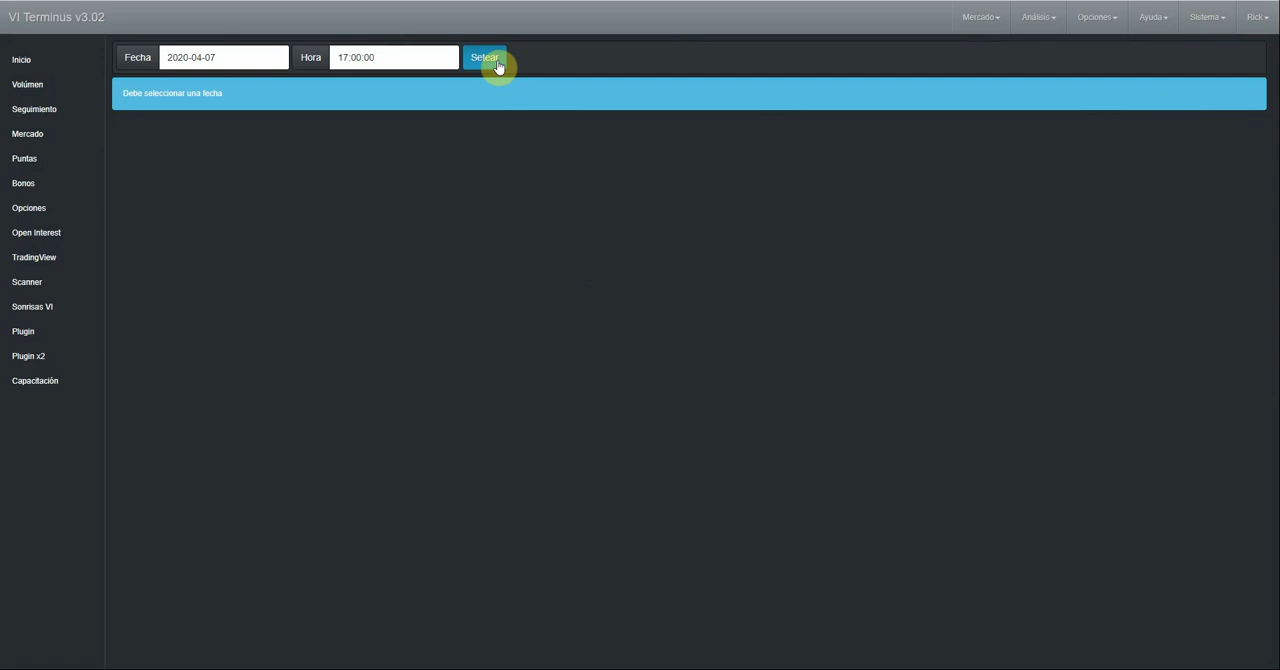 VI Terminus v3.02
Mercado
Análisis
Opciones
Ayuda
Sistema
Rick
Fecha 2020-04-07 Hora 17:00:00 Setear
Debe seleccionar una fecha
Inicio
Volúmen
Seguimiento
Mercado
Puntas
Bonos
Opciones
Open Interest
TradingView
Scanner
Sonrisas VI
Plugin
Plugin x2
Capacitación